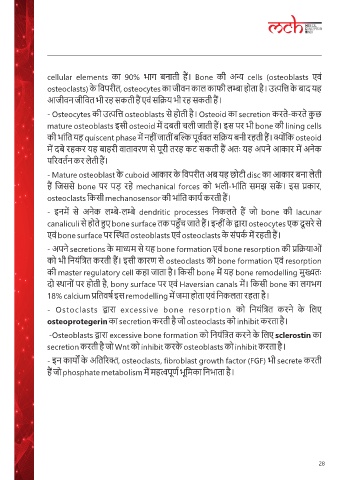 mch
cellular elements का 90% भाग बनाती हैं। Bone की अन्य cells (osteoblasts एवं
osteoclasts) के विपरीत, osteocytes का जीवन काल काफी लम्बा होता है। उत्पत्ति के बाद यह
आजीवन जीवित भी रह सकती हैं एवं सक्रिय भी रह सकती हैं।
- Osteocytes की उत्पत्ति osteoblasts से होती है। Osteoid का secretion करते-करते कुछ
mature osteoblasts इसी osteoid में दबती चली जाती हैं। इस पर भी bone की lining cells
की भांति यह quiscent phase में नहीं जातीं बल्कि पूर्ववत सक्रिय बनी रहती हैं। क्योंकि osteoid
में दबे रहकर यह बाहरी वातावरण से पूरी तरह कट सकती हैं अतः यह अपने आकार में अनेक
परिवर्तन कर लेती हैं।
- Mature osteoblast के cuboid आकार के विपरीत अब यह छोटी disc का आकार बना लेती
हैं जिससे bone पर पड़ रहे mechanical forces को भली-भांति समझ सकें। इस प्रकार,
osteoclasts किसी mechanosensor की भांति कार्य करती हैं।
- इनमें से अनेक लम्बे-लम्बे dendritic processes निकलते हैं जो bone की lacunar
canaliculi से होते हुए bone surface तक पहुँच जाते हैं। इन्हीं के द्वारा osteocytes एक दूसरे से
एवं bone surface पर स्थित osteoblasts एवं osteoclasts के संपर्क में रहती हैं।
- अपने secretions के माध्यम से यह bone formation एवं bone resorption की प्रक्रियाओं
को भी नियंत्रित करती हैं। इसी कारण से osteoclasts को bone formation एवं resorption
की master regulatory cell कहा जाता है। किसी bone में यह bone remodelling मुख्यतः
दो स्थानों पर होती है, bony surface पर एवं Haversian canals में। किसी bone का लगभग
18% calcium प्रतिवर्ष इस remodelling में जमा होता एवं निकलता रहता है।
- Ostoclasts द्वारा excessive bone resorption को नियंत्रित करने के लिए
osteoprotegerin का secretion करती है जो osteoclasts को inhibit करता है।
-Osteoblasts द्वारा excessive bone formation को नियंत्रित करने के लिए sclerostin का
secretion करती है जो Wnt को inhibit करके osteoblasts को inhibit करता है।
- इन कार्यों के अतिरिक्त, osteoclasts, fibroblast growth factor (FGF) भी secrete करती
हैं जो phosphate metabolism में महत्वपूर्ण भूमिका निभाता है।
28